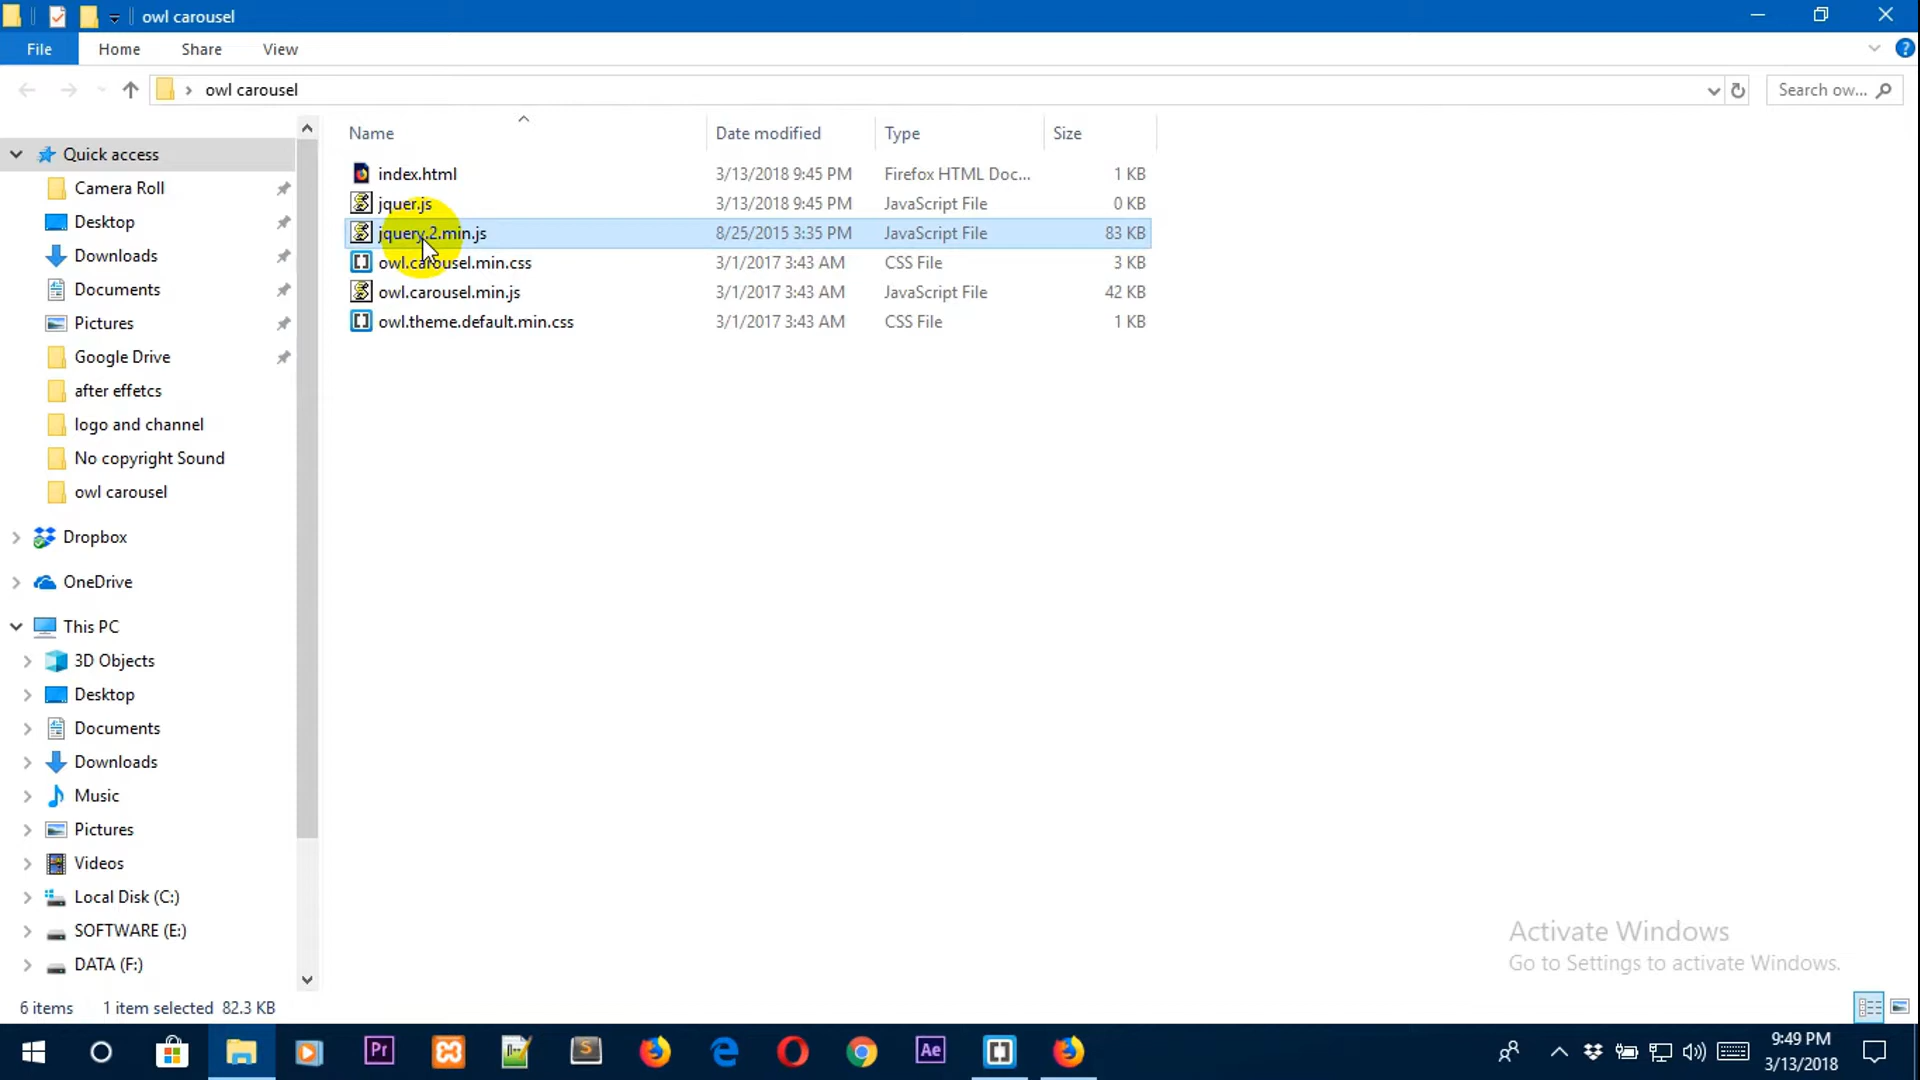 owl carousel
File Home Share View
owl carousel
Search ow...
Name Date modified Type Size
index.html 3/13/2018 9:45 PM Firefox HTML Doc... 1 KB
jquer.js 3/13/2018 9:45 PM JavaScript File 0 KB
jquery.2.min.js 8/25/2015 3:35 PM JavaScript File 83 KB
owl.carousel.min.css 3/1/2017 3:43 AM CSS File 3 KB
owl.carousel.min.js 3/1/2017 3:43 AM JavaScript File 42 KB
owl.theme.default.min.css 3/1/2017 3:43 AM CSS File 1 KB
Quick access
Camera Roll
Desktop
Downloads
Documents
Pictures
Google Drive
after effetcs
logo and channel
No copyright Sound
owl carousel
Dropbox
OneDrive
This PC
3D Objects
Desktop
Documents
Downloads
Music
Pictures
Videos
Local Disk (C:)
SOFTWARE (E:)
DATA (F:)
Activate Windows
Go to Settings to activate Windows.
6 items 1 item selected 82.3 KB
Pr
Ae
9:49 PM
3/13/2018